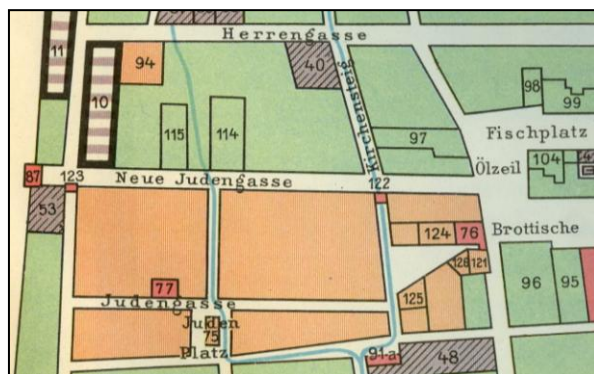 Herrengasse
11
94
40
10
98
99
115
114
Kirchensteig
97
Fischplatz
Ölzeil
104
87
123
Neue Judengasse
122
53
124
76
Brottische
126
121
96
95
77
125
Judengasse
Juden
75
Platz
91a
48